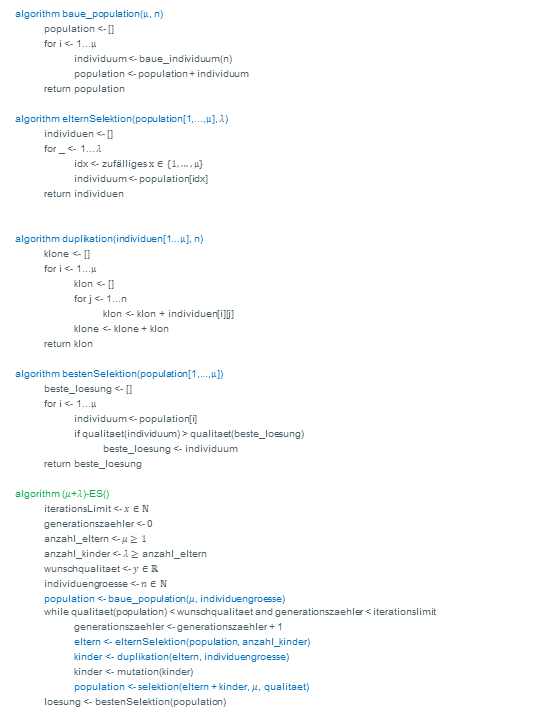 algorithm baue_population(μ, n)
population <- []
for i <- 1...μ
individuum <- baue_individuum(n)
population <- population + individuum
return population
algorithm elternSelektion(population[1,...,μ], λ)
individuen <- []
for _ <- 1...λ
idx <- zufälliges x ∈ {1, ... , μ}
individuum <- population[idx]
return individuen
algorithm duplikation(individuen[1...μ], n)
klone <- []
for i <- 1...μ
klon <- []
for j <- 1...n
klon <- klon + individuen[i][j]
klone <- klone + klon
return klon
algorithm bestenSelektion(population[1,...,μ])
beste_loesung <- []
for i <- 1...μ
individuum <- population[i]
if qualitaet(individuum) > qualitaet(beste_loesung)
beste_loesung <- individuum
return beste_loesung
algorithm (μ+λ)-ES()
iterationsLimit <- x ∈ ℕ
generationszaehler <- 0
anzahl_eltern <- μ ≥ 1
anzahl_kinder <- λ ≥ anzahl_eltern
wunschqualitaet <- y ∈ ℝ
individuengroesse <- n ∈ ℕ
population <- baue_population(μ, individuengroesse)
while qualitaet(population) < wunschqualitaet and generationszaehler < iterationslimit
generationszaehler <- generationszaehler + 1
eltern <- elternSelektion(population, anzahl_kinder)
kinder <- duplikation(eltern, individuengroesse)
kinder <- mutation(kinder)
population <- selektion(eltern + kinder, μ, qualitaet)
loesung <- bestenSelektion(population)